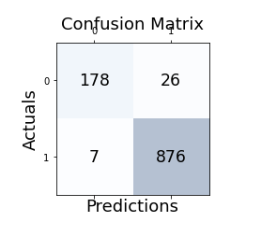 Confusion Matrix
0 1
0 178 26
Actuals
1 7 876
Predictions